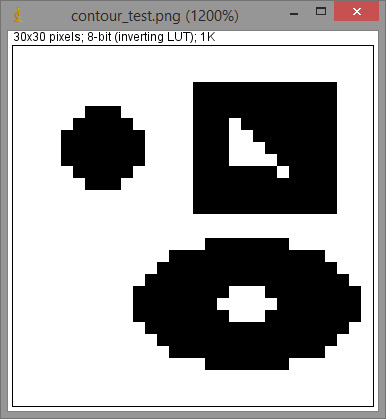 contour_test.png (1200%)
30x30 pixels; 8-bit (inverting LUT); 1K